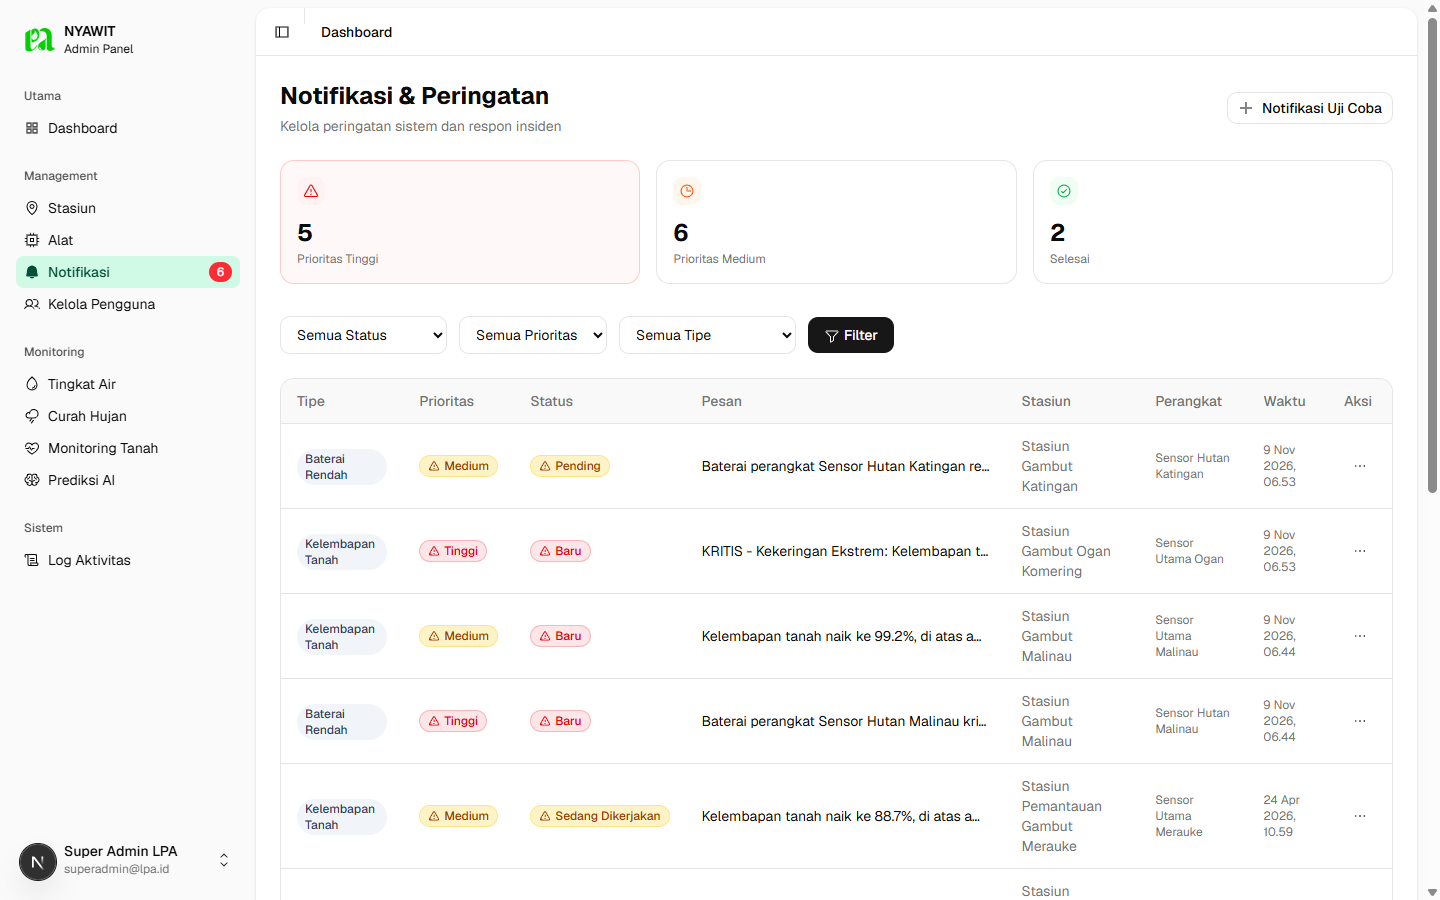 NYAWIT
Admin Panel
Utama
Dashboard
Management
Stasiun
Alat
Notifikasi
6
Kelola Pengguna
Monitoring
Tingkat Air
Curah Hujan
Monitoring Tanah
Prediksi AI
Sistem
Log Aktivitas
N
Super Admin LPA
superadmin@lpa.id
Dashboard
Notifikasi & Peringatan
Kelola peringatan sistem dan respon insiden
Notifikasi Uji Coba
5
Prioritas Tinggi
6
Prioritas Medium
2
Selesai
Semua Status
Semua Prioritas
Semua Tipe
Filter
Tipe Prioritas Status Pesan Stasiun Perangkat Waktu Aksi
Baterai
Rendah
Medium
Pending
Baterai perangkat Sensor Hutan Katingan re...
Stasiun
Gambut
Katingan
Sensor Hutan
Katingan
9 Nov
2026,
06.53
Kelembapan
Tanah
Tinggi
Baru
KRITIS - Kekeringan Ekstrem: Kelembapan t...
Stasiun
Gambut Ogan
Komering
Sensor
Utama Ogan
9 Nov
2026,
06.53
Kelembapan
Tanah
Medium
Baru
Kelembapan tanah naik ke 99.2%, di atas a...
Stasiun
Gambut
Malinau
Sensor
Utama
Malinau
9 Nov
2026,
06.44
Baterai
Rendah
Tinggi
Baru
Baterai perangkat Sensor Hutan Malinau kri...
Stasiun
Gambut
Malinau
Sensor Hutan
Malinau
9 Nov
2026,
06.44
Kelembapan
Tanah
Medium
Sedang Dikerjakan
Kelembapan tanah naik ke 88.7%, di atas a...
Stasiun
Pemantauan
Gambut
Merauke
Sensor
Utama
Merauke
24 Apr
2026,
10.59
Stasiun